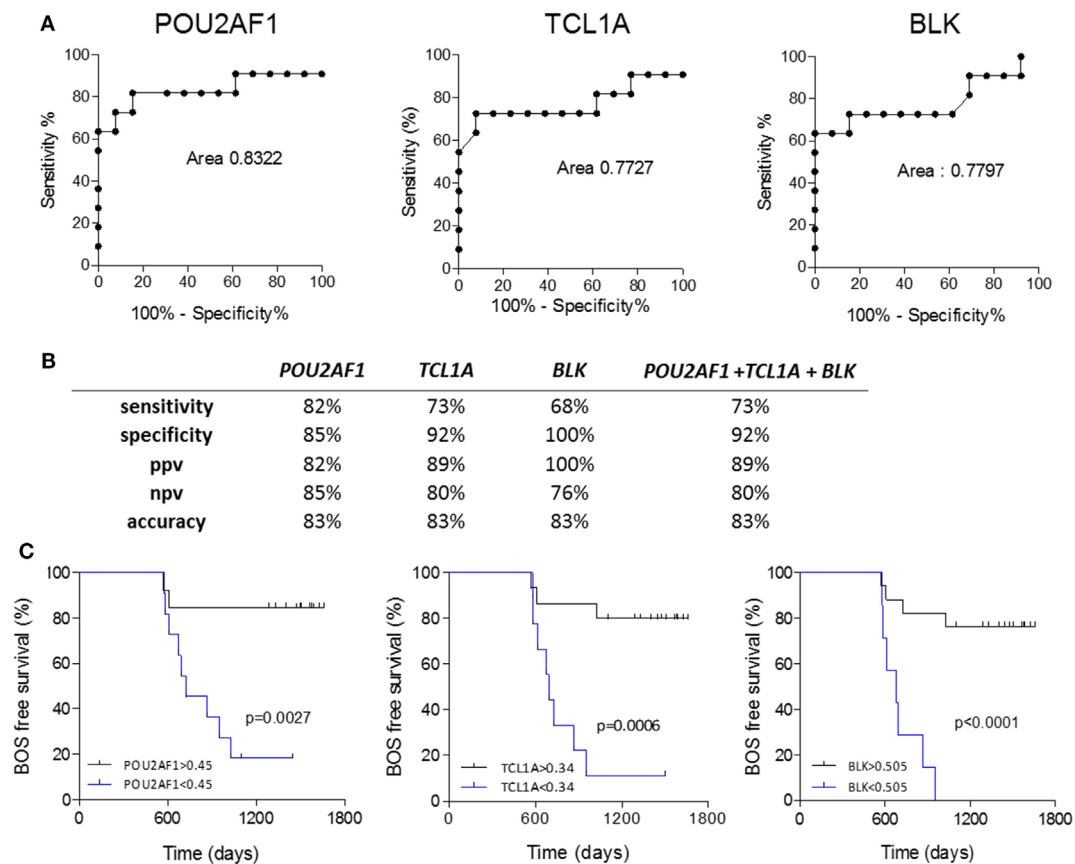 A
POU2AF1
TCL1A
BLK
Sensitivity %
100
80
60
40
80
0
Area 0.8322
0 20 40 60 80 100
100% - Specificity%
Sensitivity (%)
100
80
60
40
20
0
Area 0.7727
0 20 40 60 80 100
100% - Specificity%
Sensitivity %
100
80
60
40
20
0
Area : 0.7797
0 20 40 60 80 100
100% - Specificity%
B
POU2AF1 TCL1A BLK POU2AF1 +TCL1A + BLK
sensitivity 82% 73% 68% 73%
specificity 85% 92% 100% 92%
ppv 82% 89% 100% 89%
npv 85% 80% 76% 80%
accuracy 83% 83% 83% 83%
C
BOS free survival (%)
100
80
60
40
20
0
p=0.0027
POU2AF1>0.45
POU2AF1<0.45
0 600 1200 1800
Time (days)
BOS free survival (%)
100
80
60
40
20
0
p=0.0006
TCL1A>0.34
TCL1A<0.34
0 600 1200 1800
Time (days)
BOS free survival (%)
100
80
60
40
20
0
p<0.0001
BLK>0.505
BLK<0.505
0 600 1200 1800
Time (days)